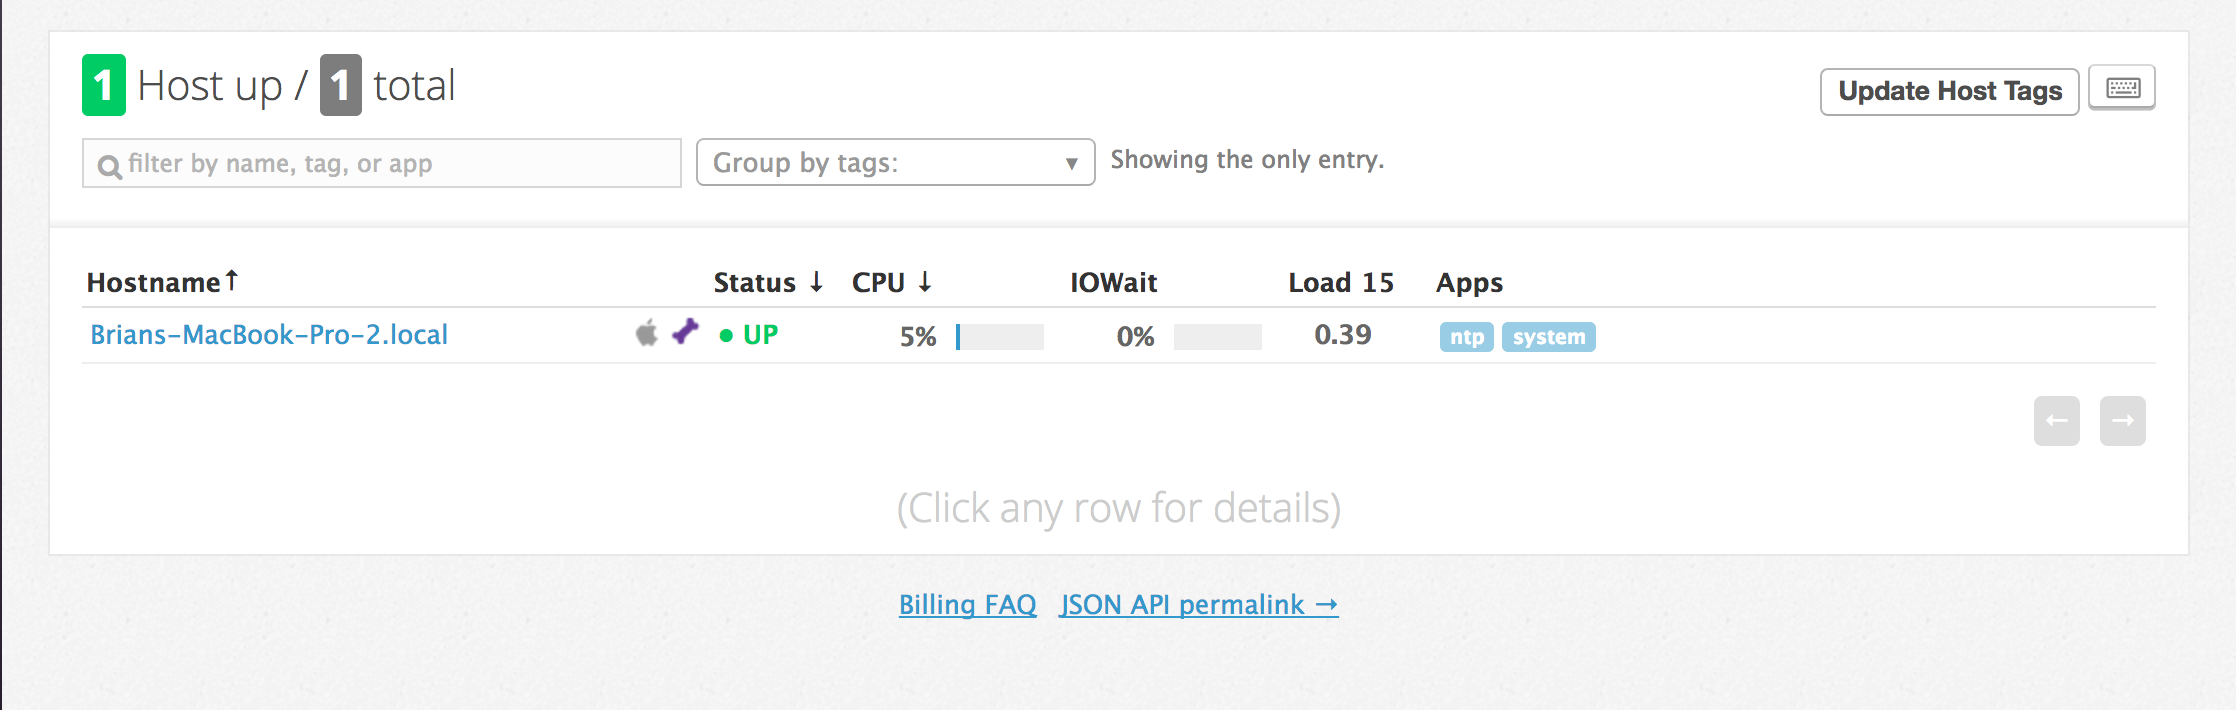 1 Host up / 1 total
Update Host Tags
filter by name, tag, or app
Group by tags: ▼
Showing the only entry.
Hostname↑ Status ↓ CPU ↓ IOWait Load 15 Apps
Brians-MacBook-Pro-2.local UP 5% 0% 0.39 ntp system
← →
(Click any row for details)
Billing FAQ JSON API permalink →